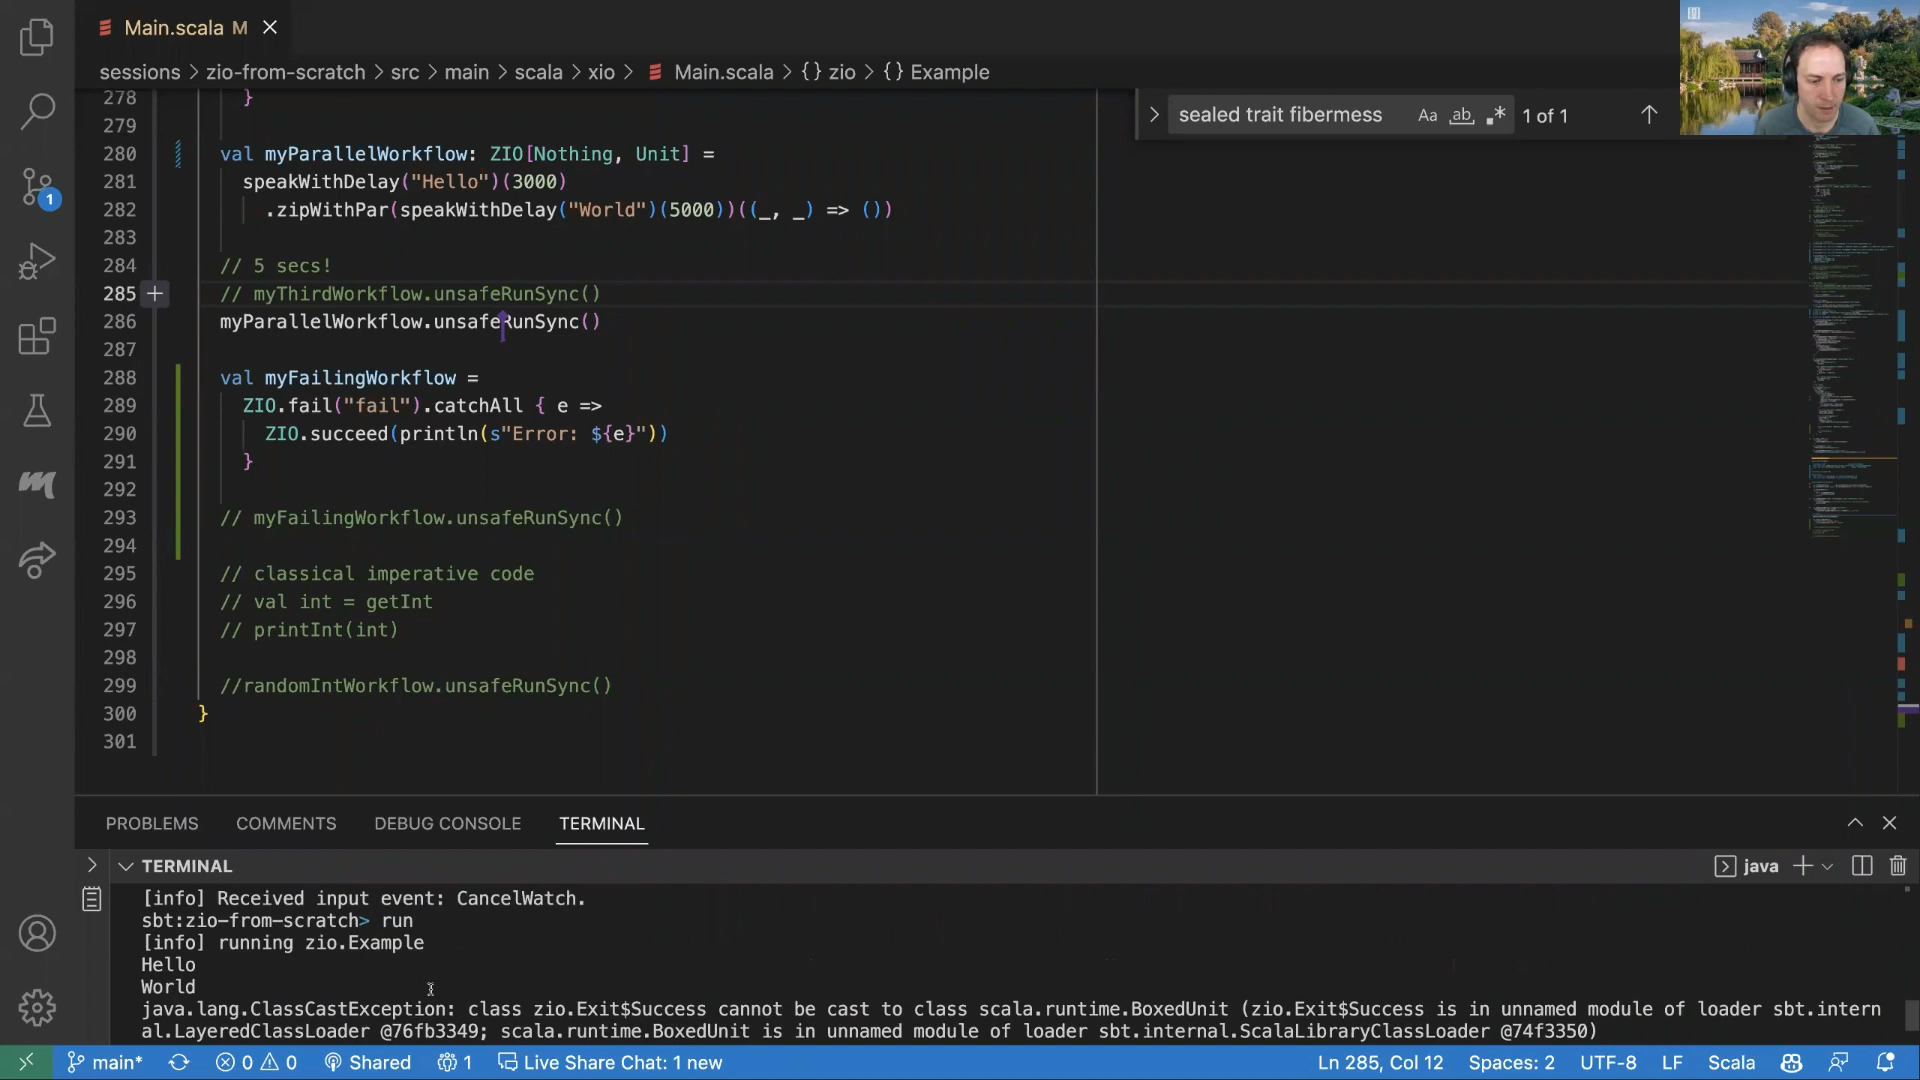 Main.scala M
sessions > zio-from-scratch > src > main > scala > xio > Main.scala > {} zio > {} Example
sealed trait fibermess Aa ab 1 of 1
278 }
279
280 val myParallelWorkflow: ZIO[Nothing, Unit] =
281 speakWithDelay("Hello")(3000)
282 .zipWithPar(speakWithDelay("World")(5000))((_, _) => ())
283
284 // 5 secs!
285 // myThirdWorkflow.unsafeRunSync()
286 myParallelWorkflow.unsafeRunSync()
287
288 val myFailingWorkflow =
289 ZIO.fail("fail").catchAll { e =>
290 ZIO.succeed(println(s"Error: ${e}"))
291 }
292
293 // myFailingWorkflow.unsafeRunSync()
294
295 // classical imperative code
296 // val int = getInt
297 // printInt(int)
298
299 //randomIntWorkflow.unsafeRunSync()
300 }
301
PROBLEMS COMMENTS DEBUG CONSOLE TERMINAL
TERMINAL java
[info] Received input event: CancelWatch.
sbt:zio-from-scratch> run
[info] running zio.Example
Hello
World
java.lang.ClassCastException: class zio.Exit$Success cannot be cast to class scala.runtime.BoxedUnit (zio.Exit$Success is in unnamed module of loader sbt.intern
al.LayeredClassLoader @76fb3349; scala.runtime.BoxedUnit is in unnamed module of loader sbt.internal.ScalaLibraryClassLoader @74f3350)
1
main* 0 0 Shared 1 Live Share Chat: 1 new Ln 285, Col 12 Spaces: 2 UTF-8 LF Scala